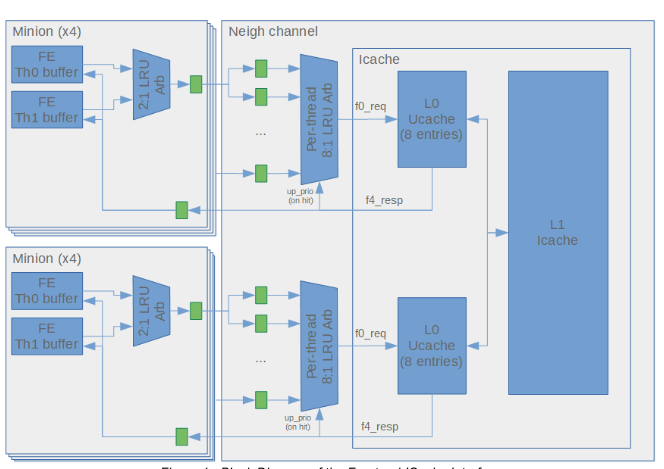 Minion (x4)
Neigh channel
Icache
FE
Th0 buffer
FE
Th1 buffer
2:1 LRU
Arb
...
Per-thread
8:1 LRU Arb
f0_req
L0
Ucache
(8 entries)
up_prio
(on hit)
f4_resp
L1
Icache
Minion (x4)
FE
Th0 buffer
FE
Th1 buffer
2:1 LRU
Arb
...
Per-thread
8:1 LRU Arb
f0_req
L0
Ucache
(8 entries)
up_prio
(on hit)
f4_resp